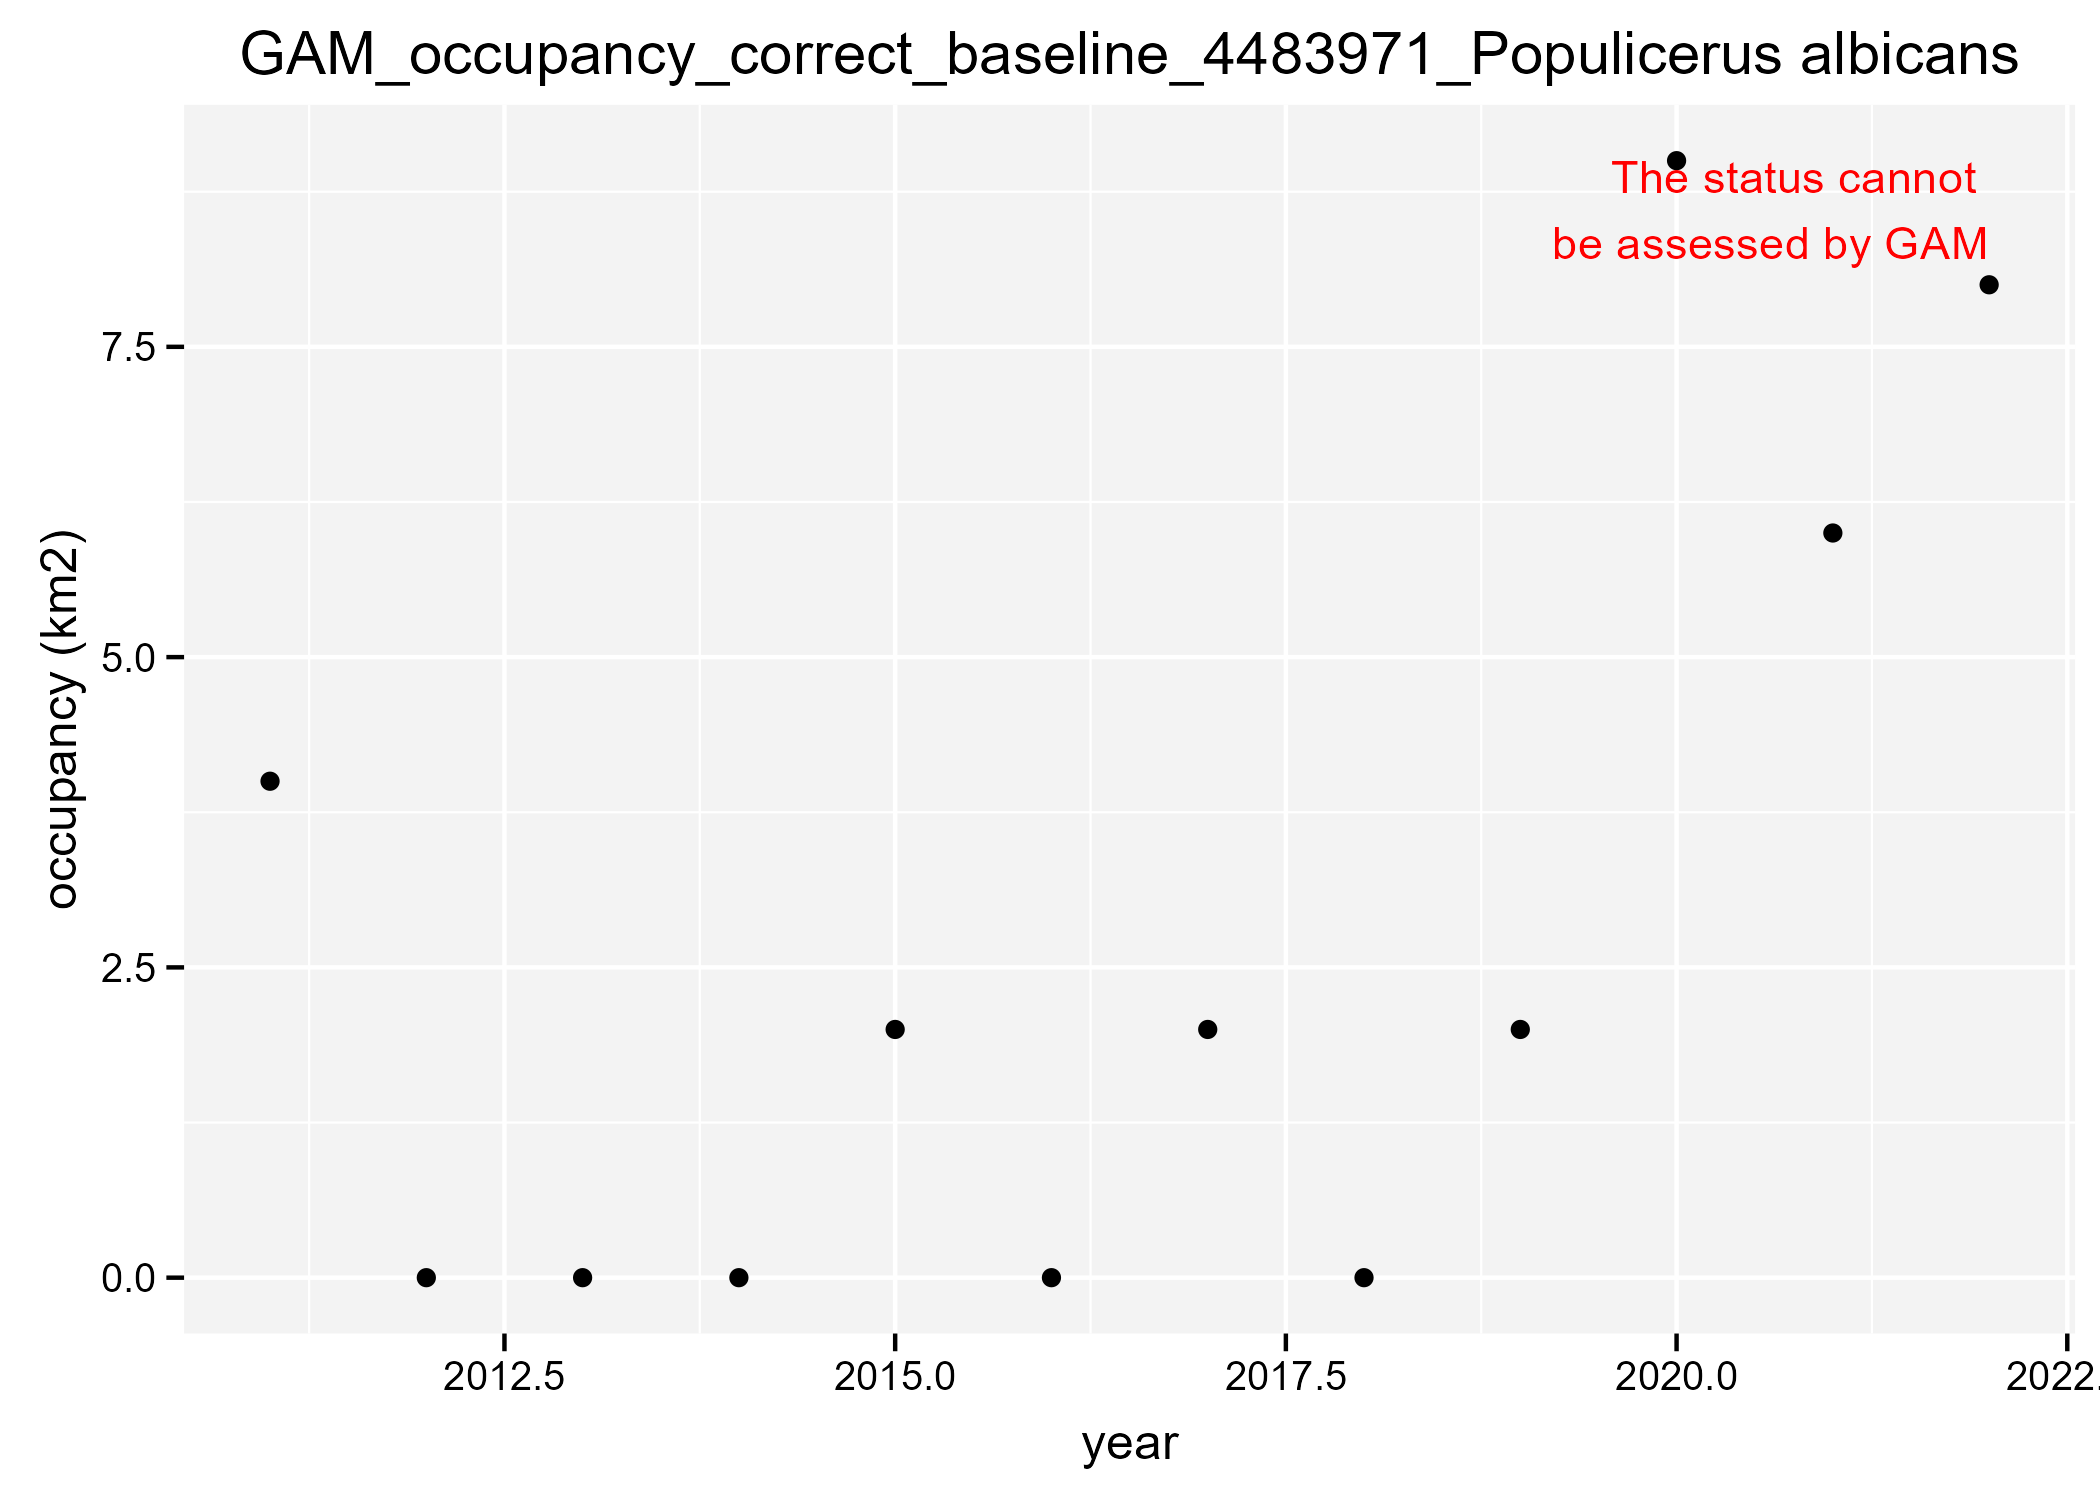 GAM_occupancy_correct_baseline_4483971_Populicerus albicans
The status cannot
be assessed by GAM
7.5
5.0
2.5
0.0
occupancy (km2)
2012.5 2015.0 2017.5 2020.0 2022.
year